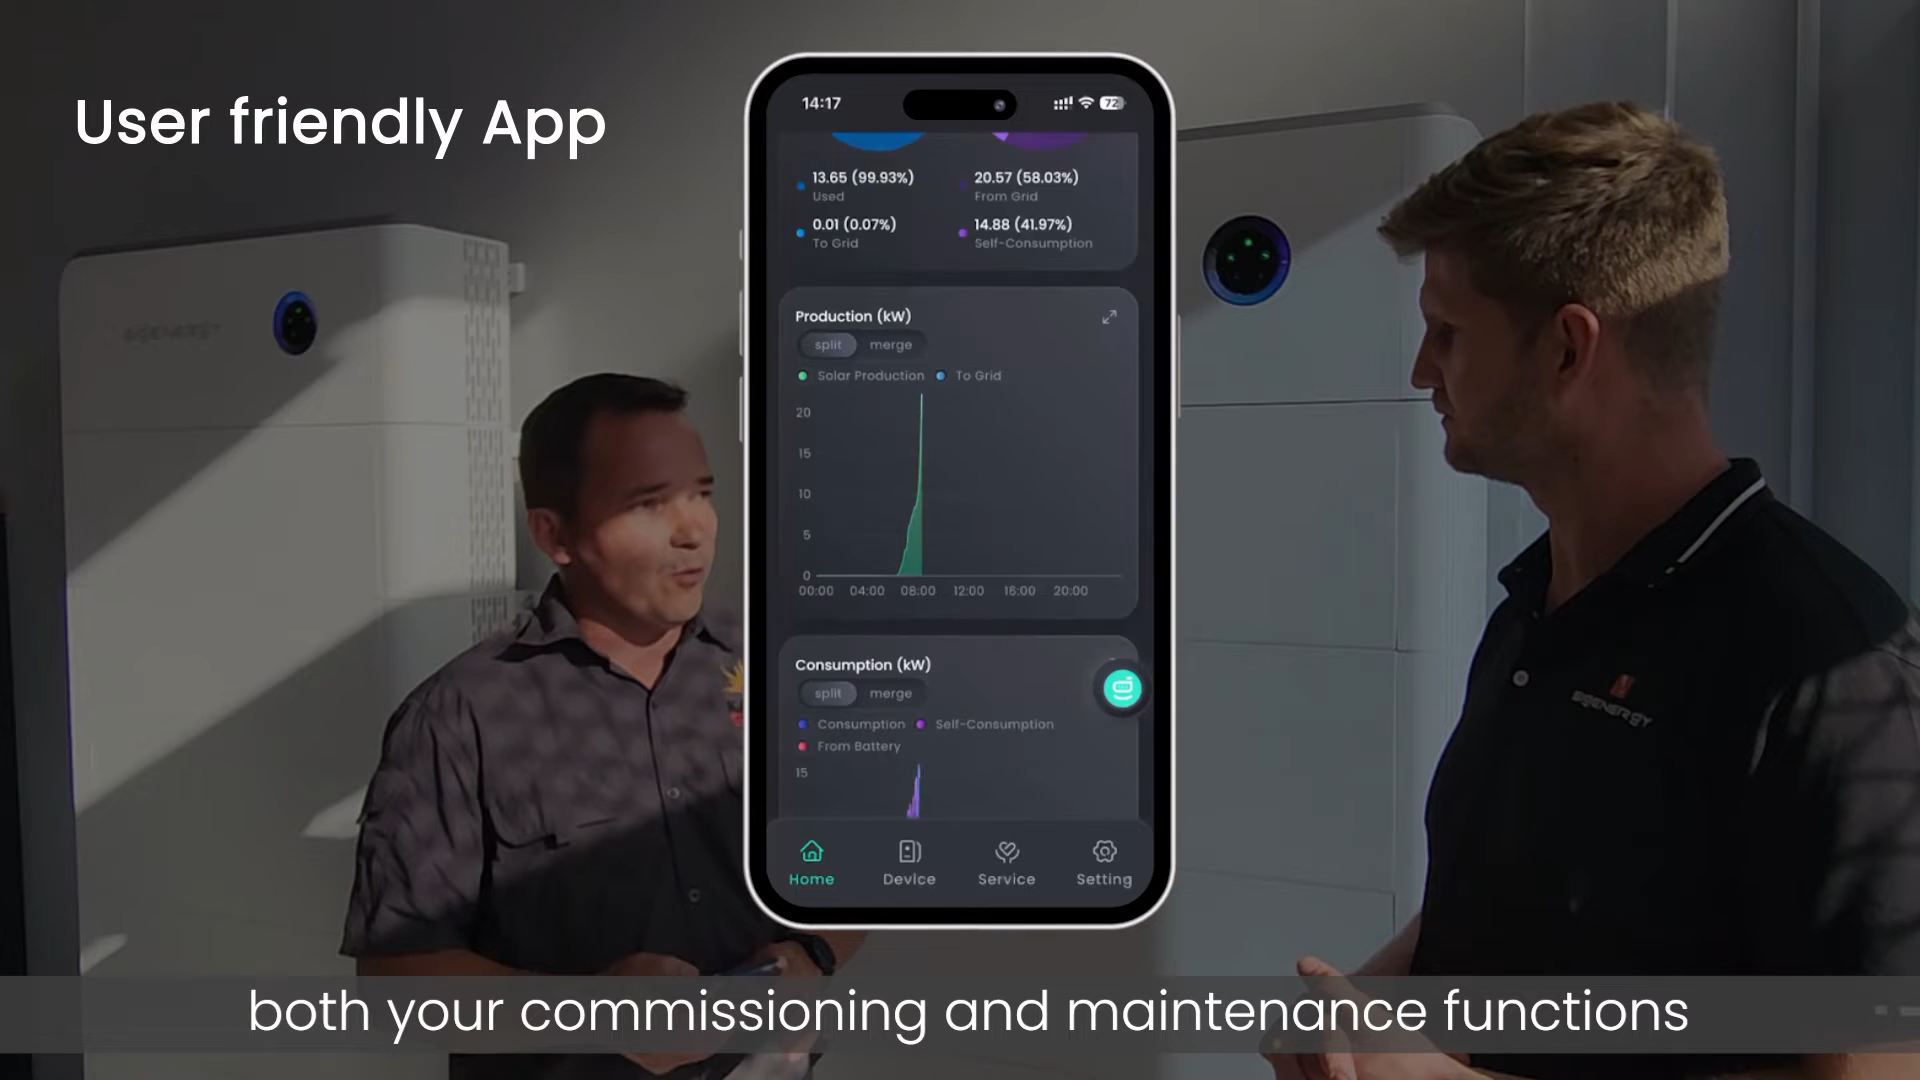 User friendly App
14:17
72
13.65 (99.93%)
Used
20.57 (58.03%)
From Grid
0.01 (0.07%)
To Grid
14.88 (41.97%)
Self-Consumption
Production (kW)
split merge
Solar Production To Grid
20
15
10
5
0
00:00 04:00 08:00 12:00 16:00 20:00
Consumption (kW)
split merge
Consumption Self-Consumption
From Battery
15
Home Device Service Setting
SIGENERGY
SIGENERGY
both your commissioning and maintenance functions